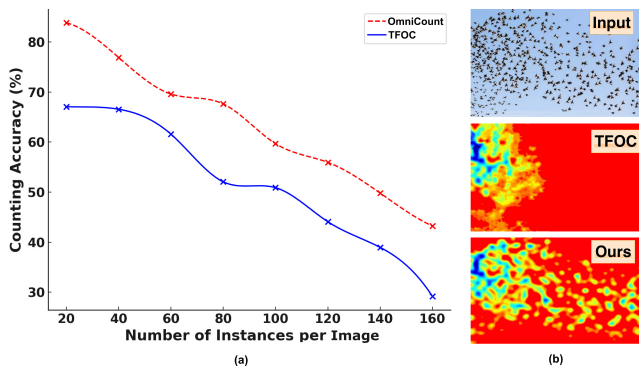 OmniCount
TFOC
Counting Accuracy (%)
80
70
60
50
40
30
20
40
60
80
100
120
140
160
Number of Instances per Image
(a)
Input
TFOC
Ours
(b)